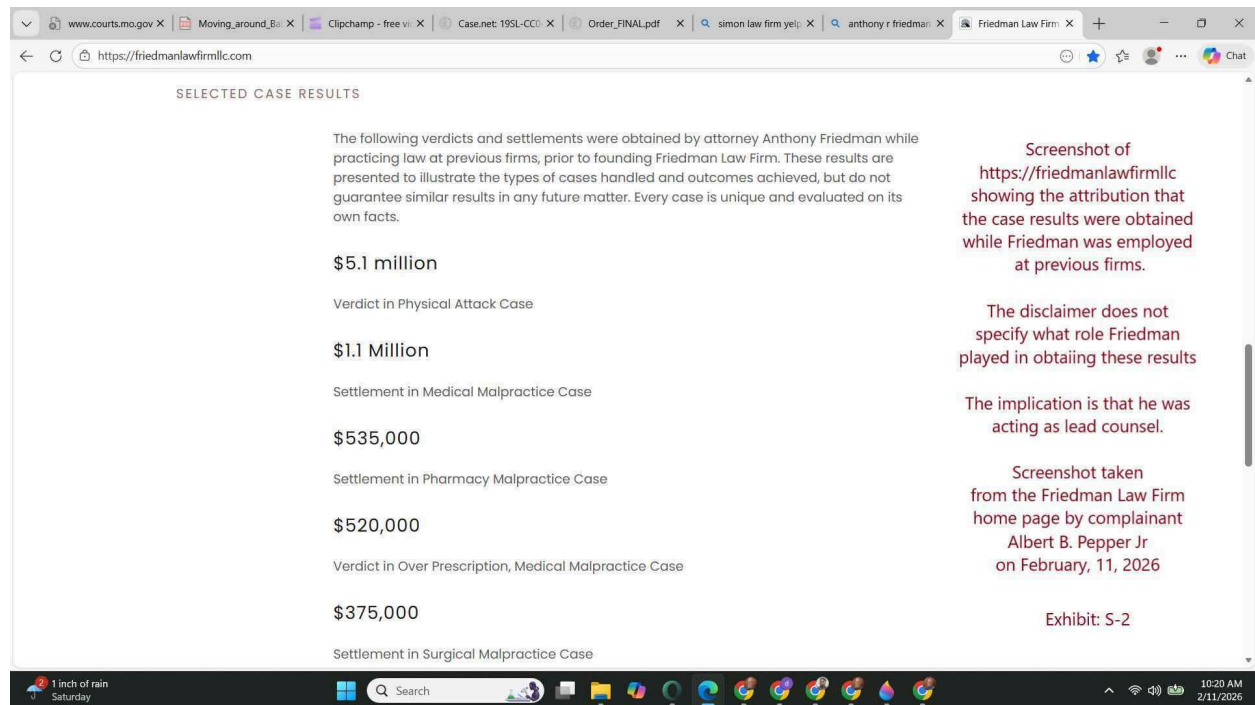 www.courts.mo.gov
Moving_around_Ba
Clipchamp - free vi
Case.net: 19SL-CC0-
Order_FINAL.pdf
simon law firm yelp
anthony r friedman
Friedman Law Firm
https://friedmanlawfirmllc.com
Chat
SELECTED CASE RESULTS
The following verdicts and settlements were obtained by attorney Anthony Friedman while
practicing law at previous firms, prior to founding Friedman Law Firm. These results are
presented to illustrate the types of cases handled and outcomes achieved, but do not
guarantee similar results in any future matter. Every case is unique and evaluated on its
own facts.
$5.1 million
Verdict in Physical Attack Case
$1.1 Million
Settlement in Medical Malpractice Case
$535,000
Settlement in Pharmacy Malpractice Case
$520,000
Verdict in Over Prescription, Medical Malpractice Case
$375,000
Settlement in Surgical Malpractice Case
Screenshot of
https://friedmanlawfirmllc
showing the attribution that
the case results were obtained
while Friedman was employed
at previous firms.
The disclaimer does not
specify what role Friedman
played in obtaiing these results
The implication is that he was
acting as lead counsel.
Screenshot taken
from the Friedman Law Firm
home page by complainant
Albert B. Pepper Jr
on February, 11, 2026
Exhibit: S-2
2
1 inch of rain
Saturday
Search
10:20 AM
2/11/2026